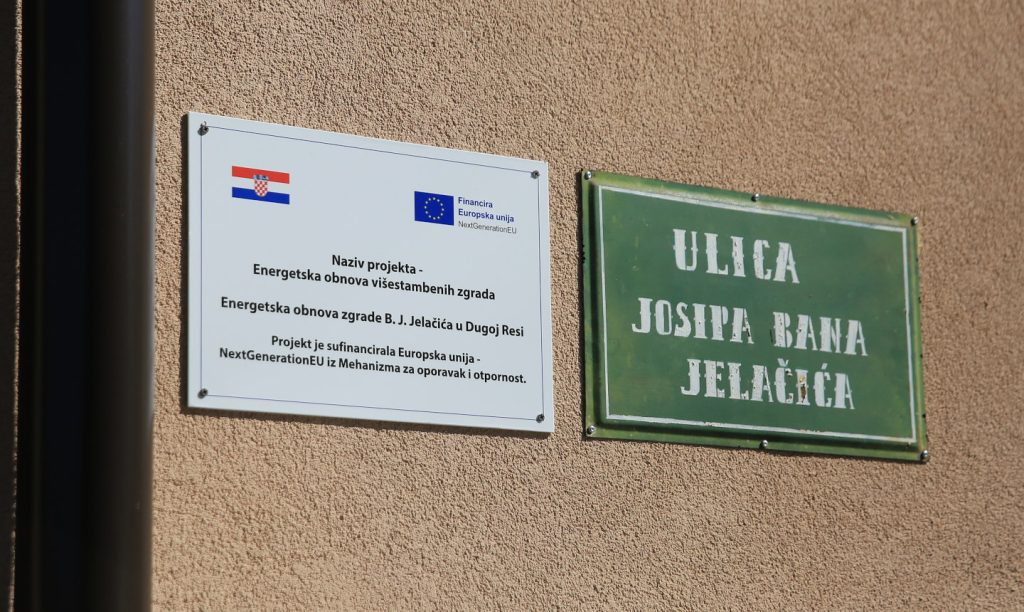 Financira
Europska unija
NextGenerationEU
Naziv projekta -
Energetska obnova višestambenih zgrada
Energetska obnova zgrade B. J. Jelačića u Dugoj Resi
Projekt je sufinancirala Europska unija -
NextGenerationEU iz Mehanizma za oporavak i otpornost.
ULICA
JOSIPA BANA
JELAČIĆA